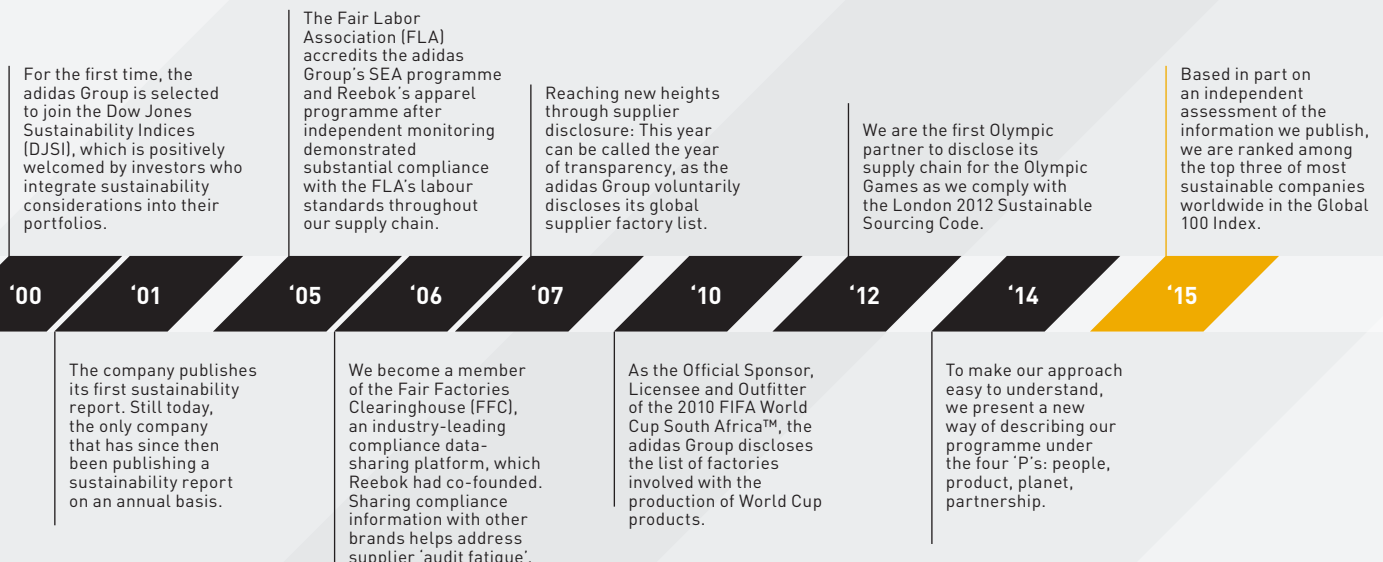 For the first time, the
adidas Group is selected
to join the Dow Jones
Sustainability Indices
(DJSI), which is positively
welcomed by investors who
integrate sustainability
considerations into their
portfolios.
The Fair Labor
Association (FLA)
accredits the adidas
Group's SEA programme
and Reebok's apparel
programme after
independent monitoring
demonstrated
substantial compliance
with the FLA's labour
standards throughout
our supply chain.
Reaching new heights
through supplier
disclosure: This year
can be called the year
of transparency, as the
adidas Group voluntarily
discloses its global
supplier factory list.
We are the first Olympic
partner to disclose its
supply chain for the Olympic
Games as we comply with
the London 2012 Sustainable
Sourcing Code.
Based in part on
an independent
assessment of the
information we publish,
we are ranked among
the top three of most
sustainable companies
worldwide in the Global
100 Index.
‘00 ‘01 ‘05 ‘06 ‘07 ‘10 ‘12 ‘14 ‘15
The company publishes
its first sustainability
report. Still today,
the only company
that has since then
been publishing a
sustainability report
on an annual basis.
We become a member
of the Fair Factories
Clearinghouse (FFC),
an industry-leading
compliance data-
sharing platform, which
Reebok had co-founded.
Sharing compliance
information with other
brands helps address
supplier ‘audit fatigue’.
As the Official Sponsor,
Licensee and Outfitter
of the 2010 FIFA World
Cup South Africa™, the
adidas Group discloses
the list of factories
involved with the
production of World Cup
products.
To make our approach
easy to understand,
we present a new
way of describing our
programme under
the four ‘P’s: people,
product, planet,
partnership.